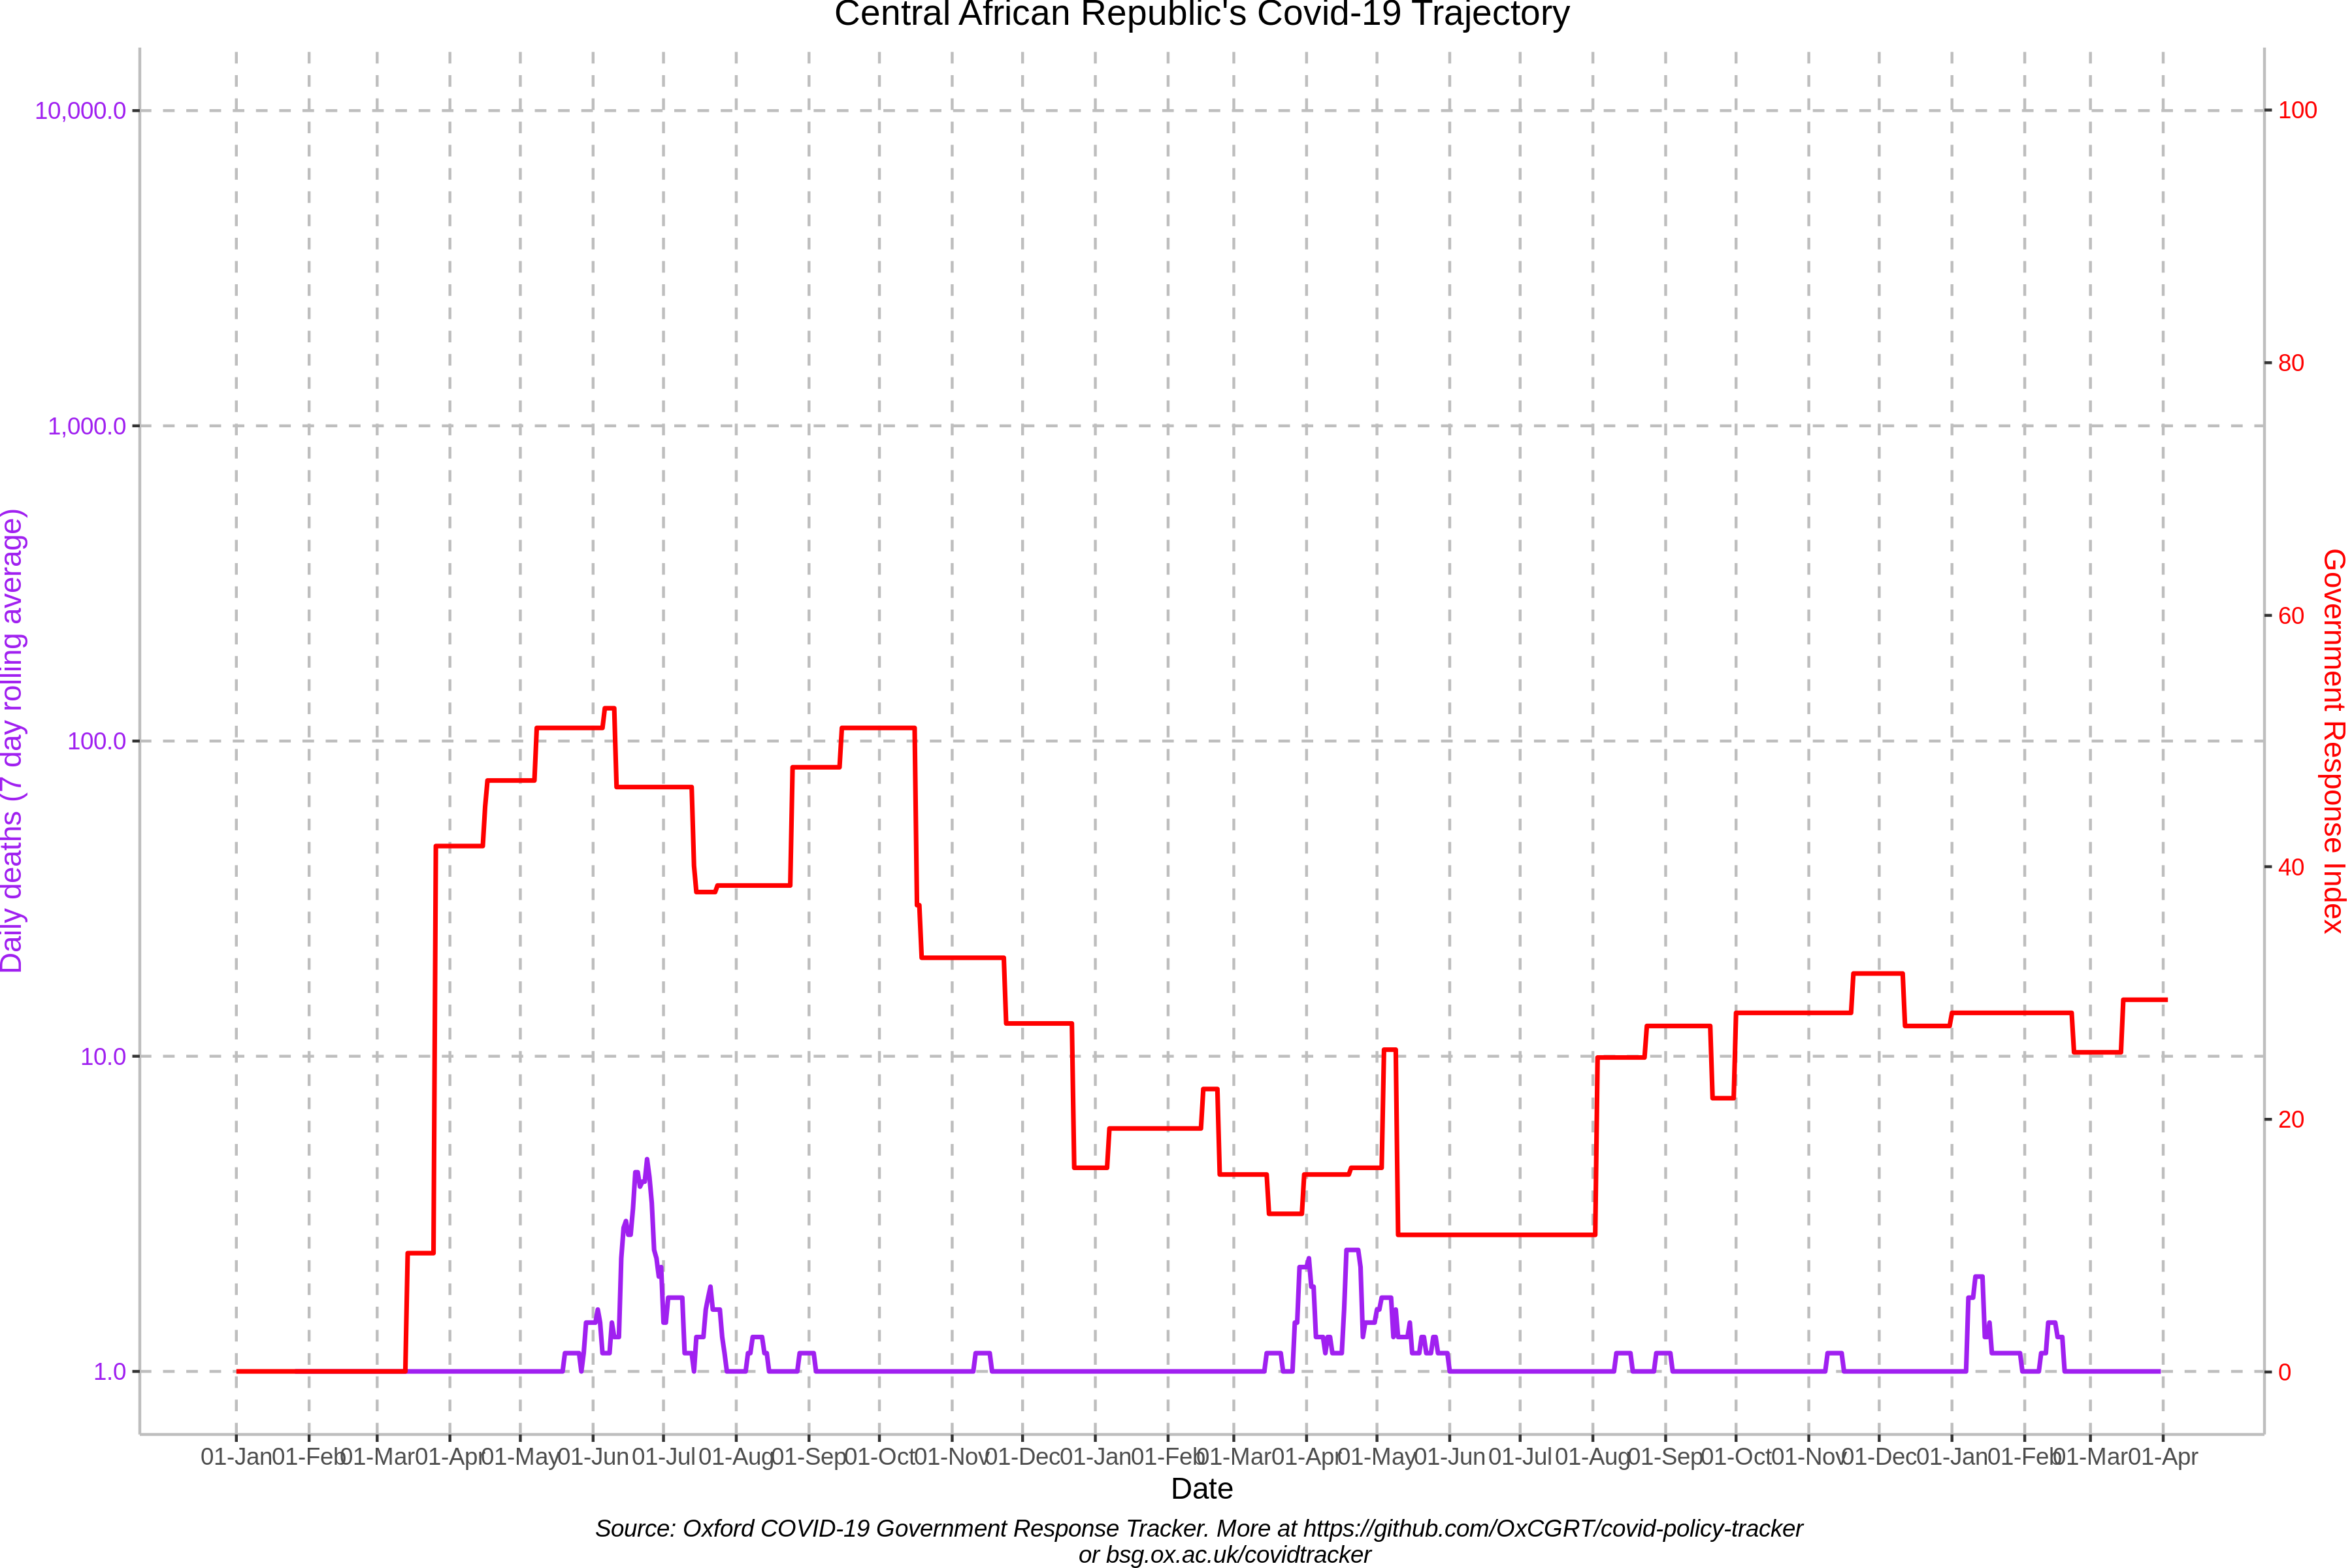 Central African Republic's Covid-19 Trajectory
10,000.0
1,000.0
100.0
10.0
1.0
Daily deaths (7 day rolling average)
100
80
60
40
20
0
Government Response Index
01-Jan 01-Feb 01-Mar 01-Apr 01-May 01-Jun 01-Jul 01-Aug 01-Sep 01-Oct 01-Nov 01-Dec 01-Jan 01-Feb 01-Mar 01-Apr 01-May 01-Jun 01-Jul 01-Aug 01-Sep 01-Oct 01-Nov 01-Dec 01-Jan 01-Feb 01-Mar 01-Apr
Date
Source: Oxford COVID-19 Government Response Tracker. More at https://github.com/OxCGRT/covid-policy-tracker
or bsg.ox.ac.uk/covidtracker